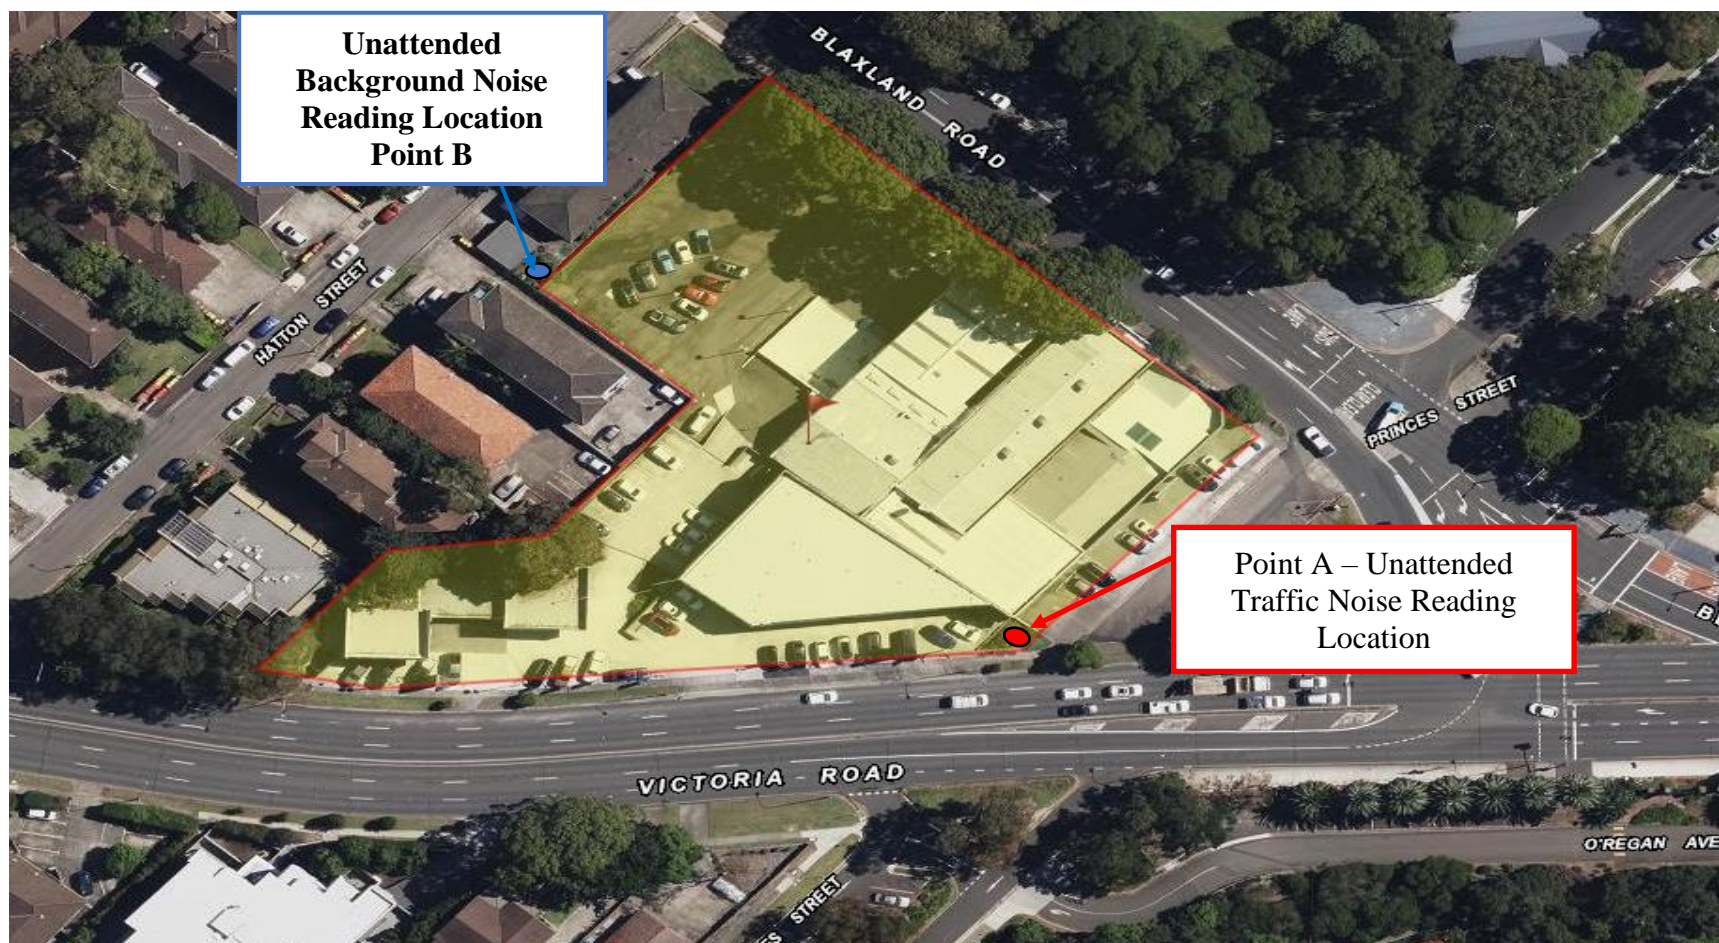 Unattended
Background Noise
Reading Location
Point B
BLAXLAND ROAD
HATTON STREET
PRINCES STREET
Point A – Unattended
Traffic Noise Reading
Location
VICTORIA ROAD
O'REGAN AVE
STREET